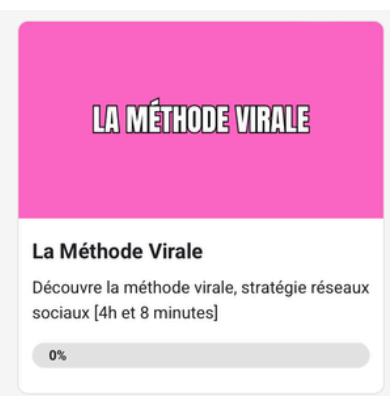 LA MÉTHODE VIRALE
La Méthode Virale
Découvre la méthode virale, stratégie réseaux
sociaux [4h et 8 minutes]
0%